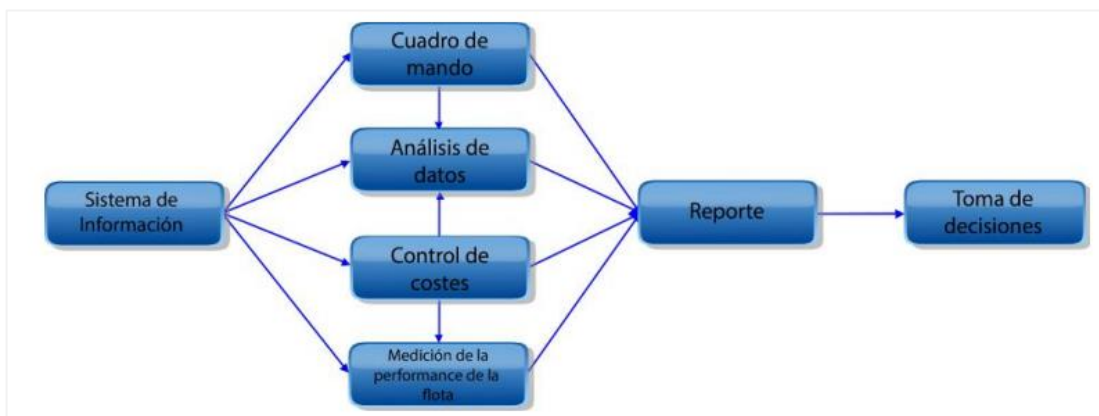 Cuadro de
mando
Análisis de
datos
Sistema de
Información
Control de
costes
Medición de la
performance de la
flota
Reporte
Toma de
decisiones